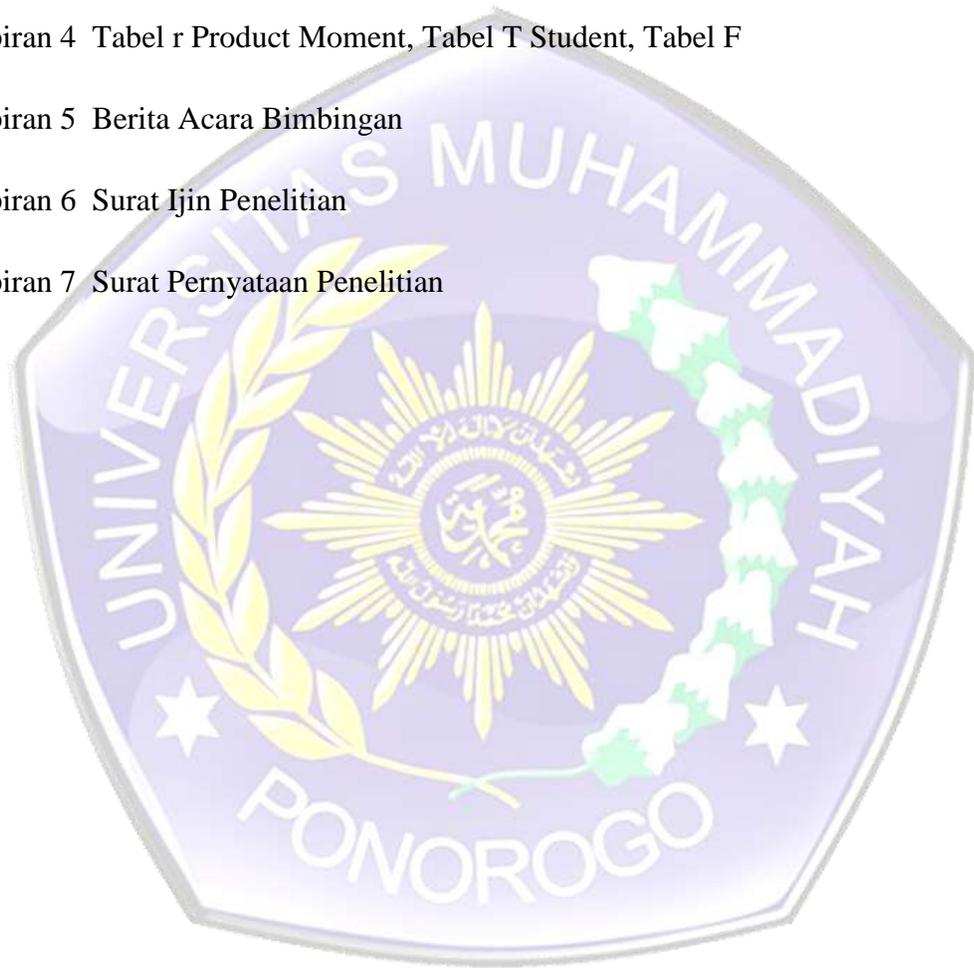 piran 4 Tabel r Product Moment, Tabel T Student, Tabel F
piran 5 Berita Acara Bimbingan
piran 6 Surat Ijin Penelitian
piran 7 Surat Pernyataan Penelitian
UNIVERSITAS MUHAMMADIYAH
PONOROGO
محمد